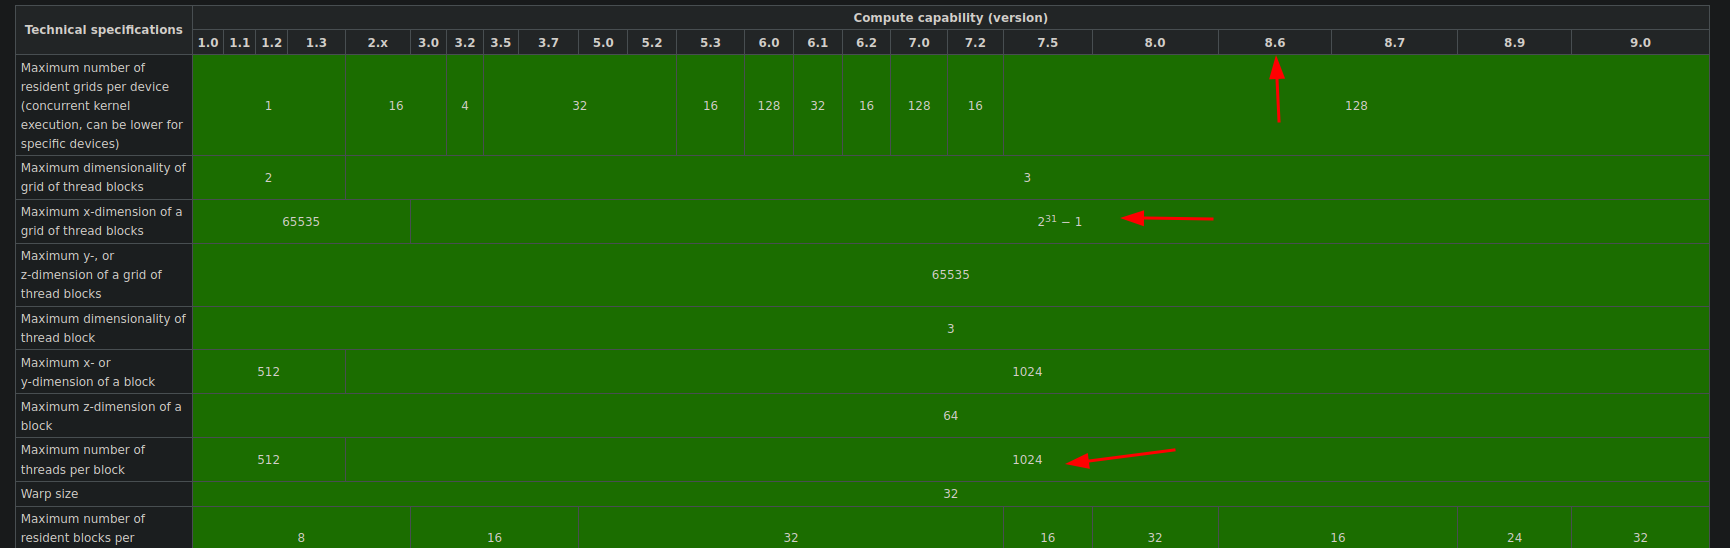 Technical specifications
Compute capability (version)
1.0 1.1 1.2 1.3 2.x 3.0 3.2 3.5 3.7 5.0 5.2 5.3 6.0 6.1 6.2 7.0 7.2 7.5 8.0 8.6 8.7 8.9 9.0
Maximum number of
resident grids per device
(concurrent kernel
execution, can be lower for
specific devices)
1 16 4 32 16 128 32 16 128 16 128
Maximum dimensionality of
grid of thread blocks
2 3
Maximum x-dimension of a
grid of thread blocks
65535 2³¹ − 1
Maximum y-, or
z-dimension of a grid of
thread blocks
65535
Maximum dimensionality of
thread block
3
Maximum x- or
y-dimension of a block
512 1024
Maximum z-dimension of a
block
64
Maximum number of
threads per block
512 1024
Warp size
32
Maximum number of
resident blocks per
8 16 32 16 32 16 24 32